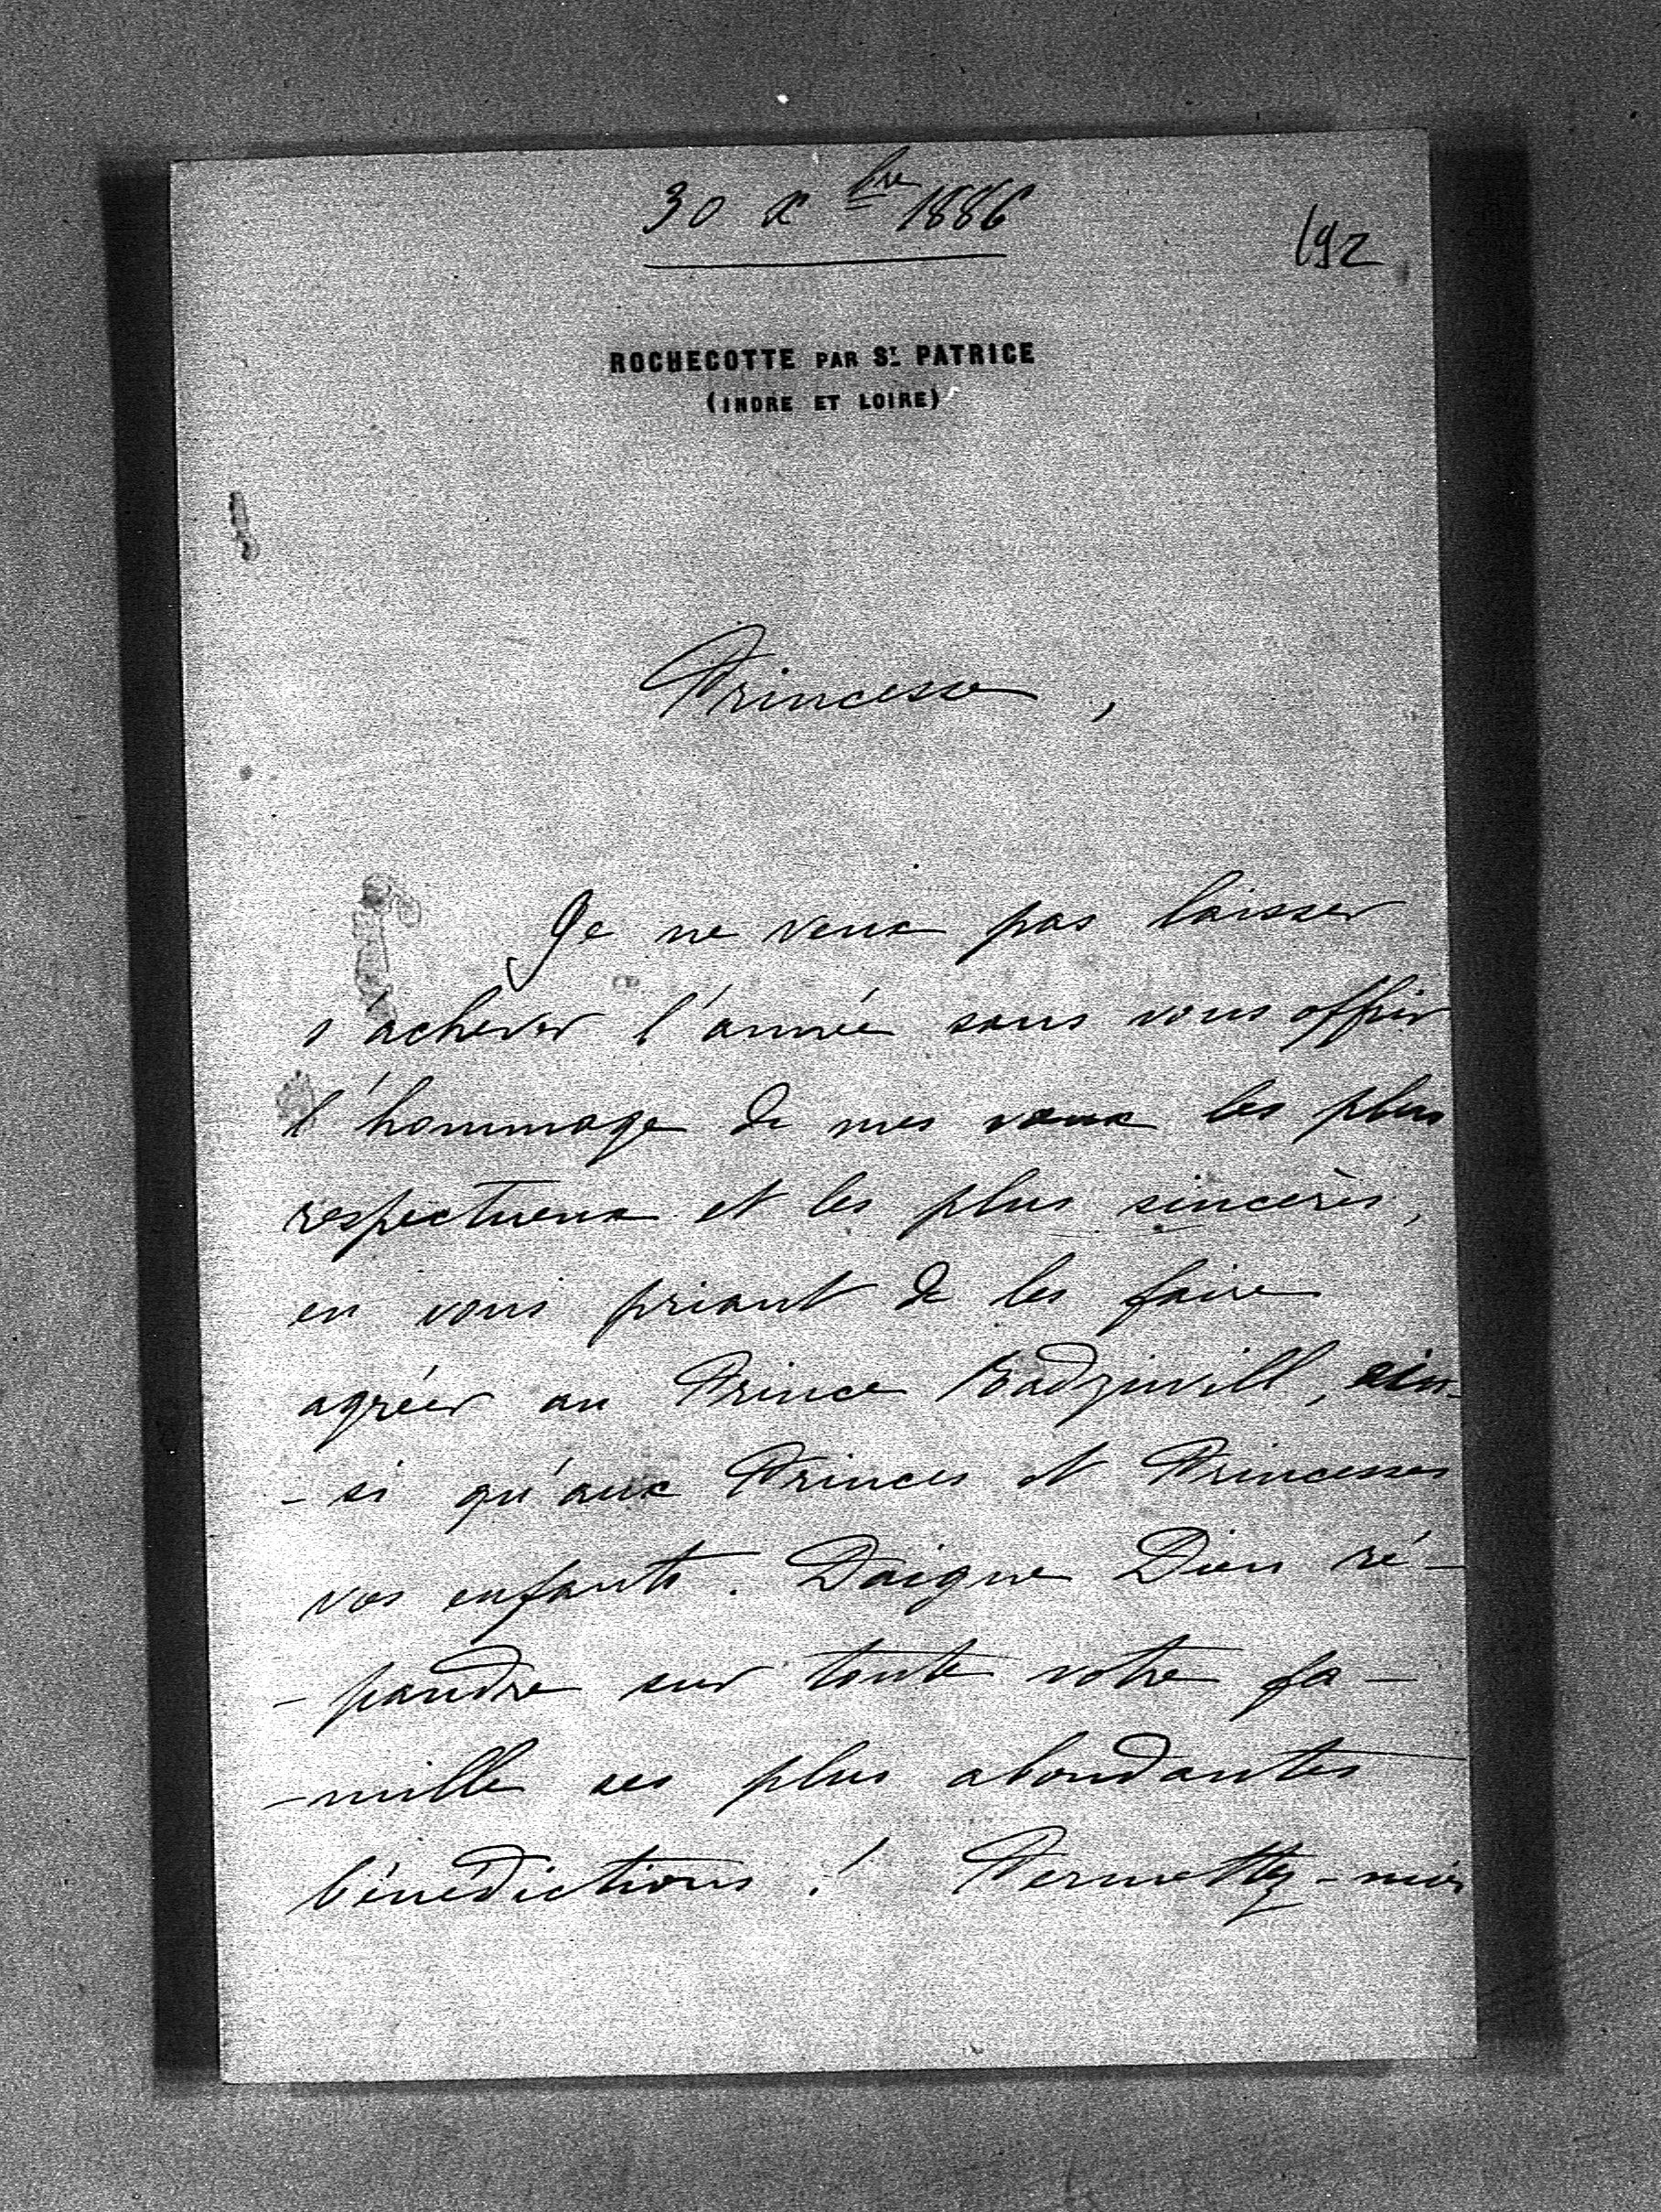 30 xbre 1886
192
ROCHECOTTE PAR ST PATRICE
(INDRE ET LOIRE)
Princesse,
Je ne veux pas laisser
s'achever l'année sans vous offrir
l'hommage de mes vœux les plus
respectueux et les plus sincères,
en vous priant de les faire
agréer au Prince Radziwill, ain-
-si qu'aux Princes et Princesses
vos enfants. Daigne Dieu ré-
-pandre sur toute votre fa-
-mille ses plus abondantes
bénédictions! Permettez-moi